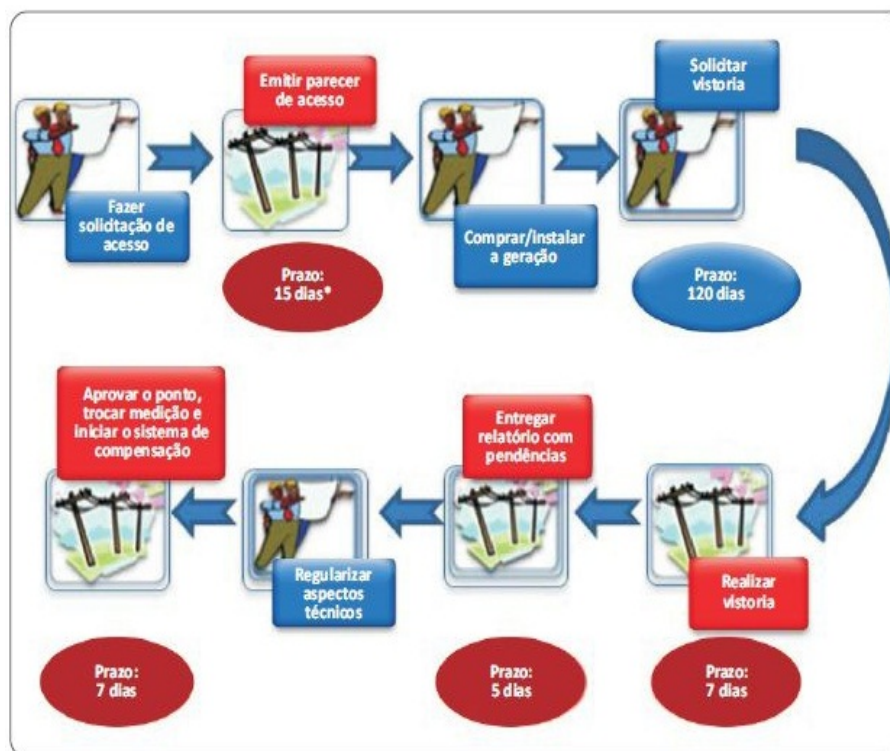 Fazer
solicitação de
acesso
Emitir parecer
de acesso
Prazo:
15 dias*
Comprar/instalar
a geração
Solicitar
vistoria
Prazo:
120 dias
Realizar
vistoria
Prazo:
7 dias
Entregar
relatório com
pendências
Prazo:
5 dias
Regularizar
aspectos
técnicos
Aprovar o ponto,
trocar medição e
iniciar o sistema de
compensação
Prazo:
7 dias